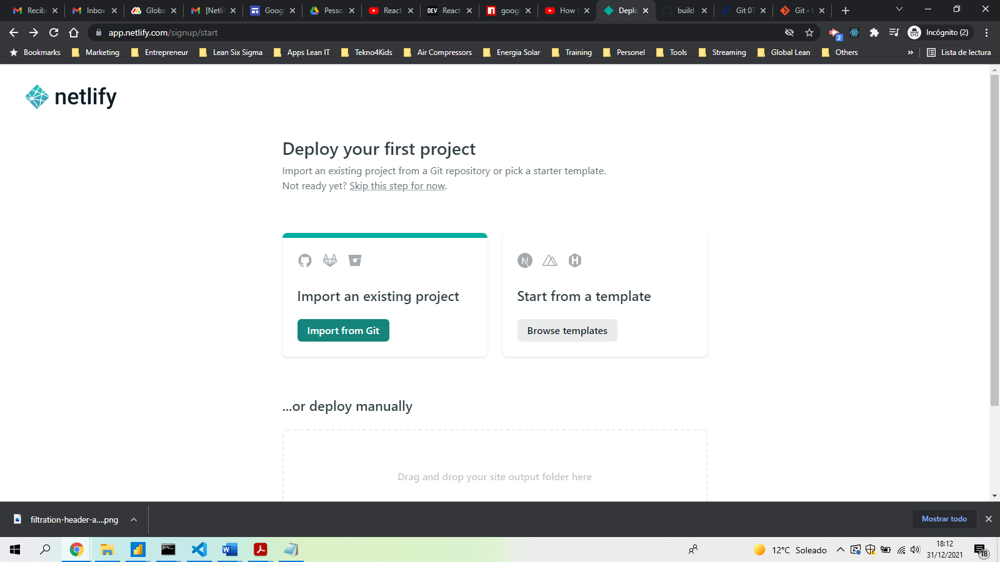 Recibi
Inbox
Globa
[Netlif
Goog
Pesso
React
React
goog
How t
Deplo
build
Git 07
Git - 
app.netlify.com/signup/start
2
Incógnito (2)
Bookmarks
Marketing
Entrepreneur
Lean Six Sigma
Apps Lean IT
Tekno4Kids
Air Compressors
Energia Solar
Training
Personel
Tools
Streaming
Global Lean
Others
»
Lista de lectura
netlify
Deploy your first project
Import an existing project from a Git repository or pick a starter template.
Not ready yet? Skip this step for now.
Import an existing project
Import from Git
Start from a template
Browse templates
...or deploy manually
Drag and drop your site output folder here
filtration-header-a....png
Mostrar todo
12°C Soleado
18:12
31/12/2021
18